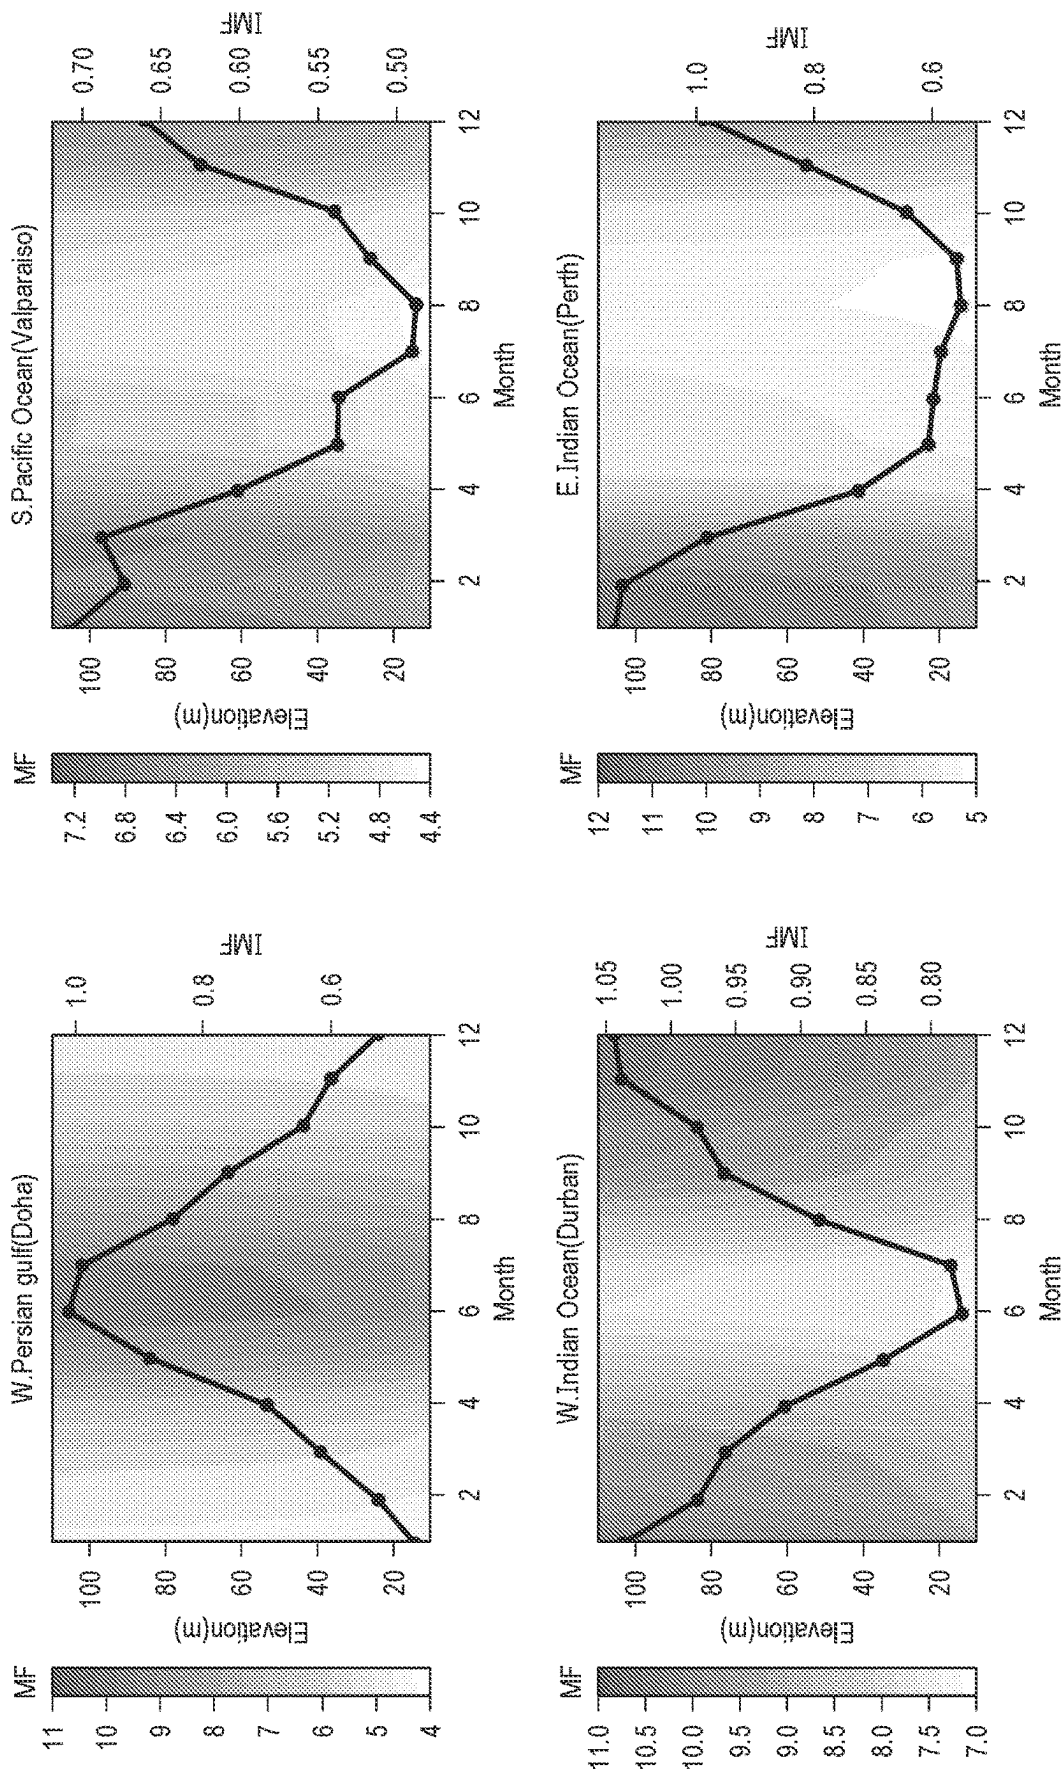 W.Persian gulf(Doha)
MF
11
10
9
8
7
6
5
4
Elevation(m)
100
80
60
40
20
1.0
0.8
0.6
IMF
2 4 6 8 10 12
Month
S.Pacific Ocean(Valparaiso)
MF
7.2
6.8
6.4
6.0
5.6
5.2
4.8
4.4
Elevation(m)
100
80
60
40
20
0.70
0.65
0.60
0.55
0.50
IMF
2 4 6 8 10 12
Month
W.Indian Ocean(Durban)
MF
11.0
10.5
10.0
9.5
9.0
8.5
8.0
7.5
7.0
Elevation(m)
100
80
60
40
20
1.05
1.00
0.95
0.90
0.85
0.80
IMF
2 4 6 8 10 12
Month
E.Indian Ocean(Perth)
MF
12
11
10
9
8
7
6
5
Elevation(m)
100
80
60
40
20
1.0
0.8
0.6
IMF
2 4 6 8 10 12
Month